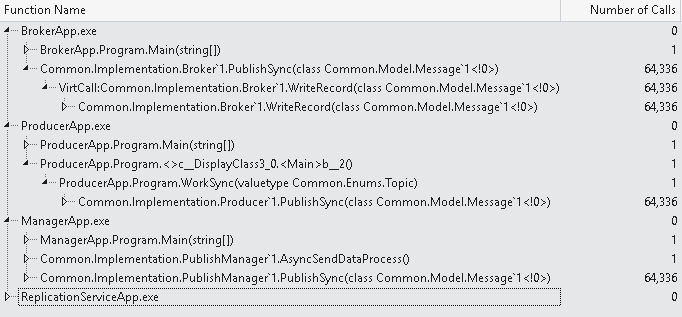 Function Name Number of Calls
BrokerApp.exe 0
BrokerApp.Program.Main(string[]) 1
Common.Implementation.Broker`1.PublishSync(class Common.Model.Message`1<!0>) 64,336
VirtCall:Common.Implementation.Broker`1.WriteRecord(class Common.Model.Message`1<!0>) 64,336
Common.Implementation.Broker`1.WriteRecord(class Common.Model.Message`1<!0>) 64,336
ProducerApp.exe 0
ProducerApp.Program.Main(string[]) 1
ProducerApp.Program.<>c__DisplayClass3_0.<Main>b__2() 1
ProducerApp.Program.WorkSync(valuetype Common.Enums.Topic) 1
Common.Implementation.Producer`1.PublishSync(class Common.Model.Message`1<!0>) 64,336
ManagerApp.exe 0
ManagerApp.Program.Main(string[]) 1
Common.Implementation.PublishManager`1.AsyncSendDataProcess() 1
Common.Implementation.PublishManager`1.PublishSync(class Common.Model.Message`1<!0>) 64,336
ReplicationServiceApp.exe 0